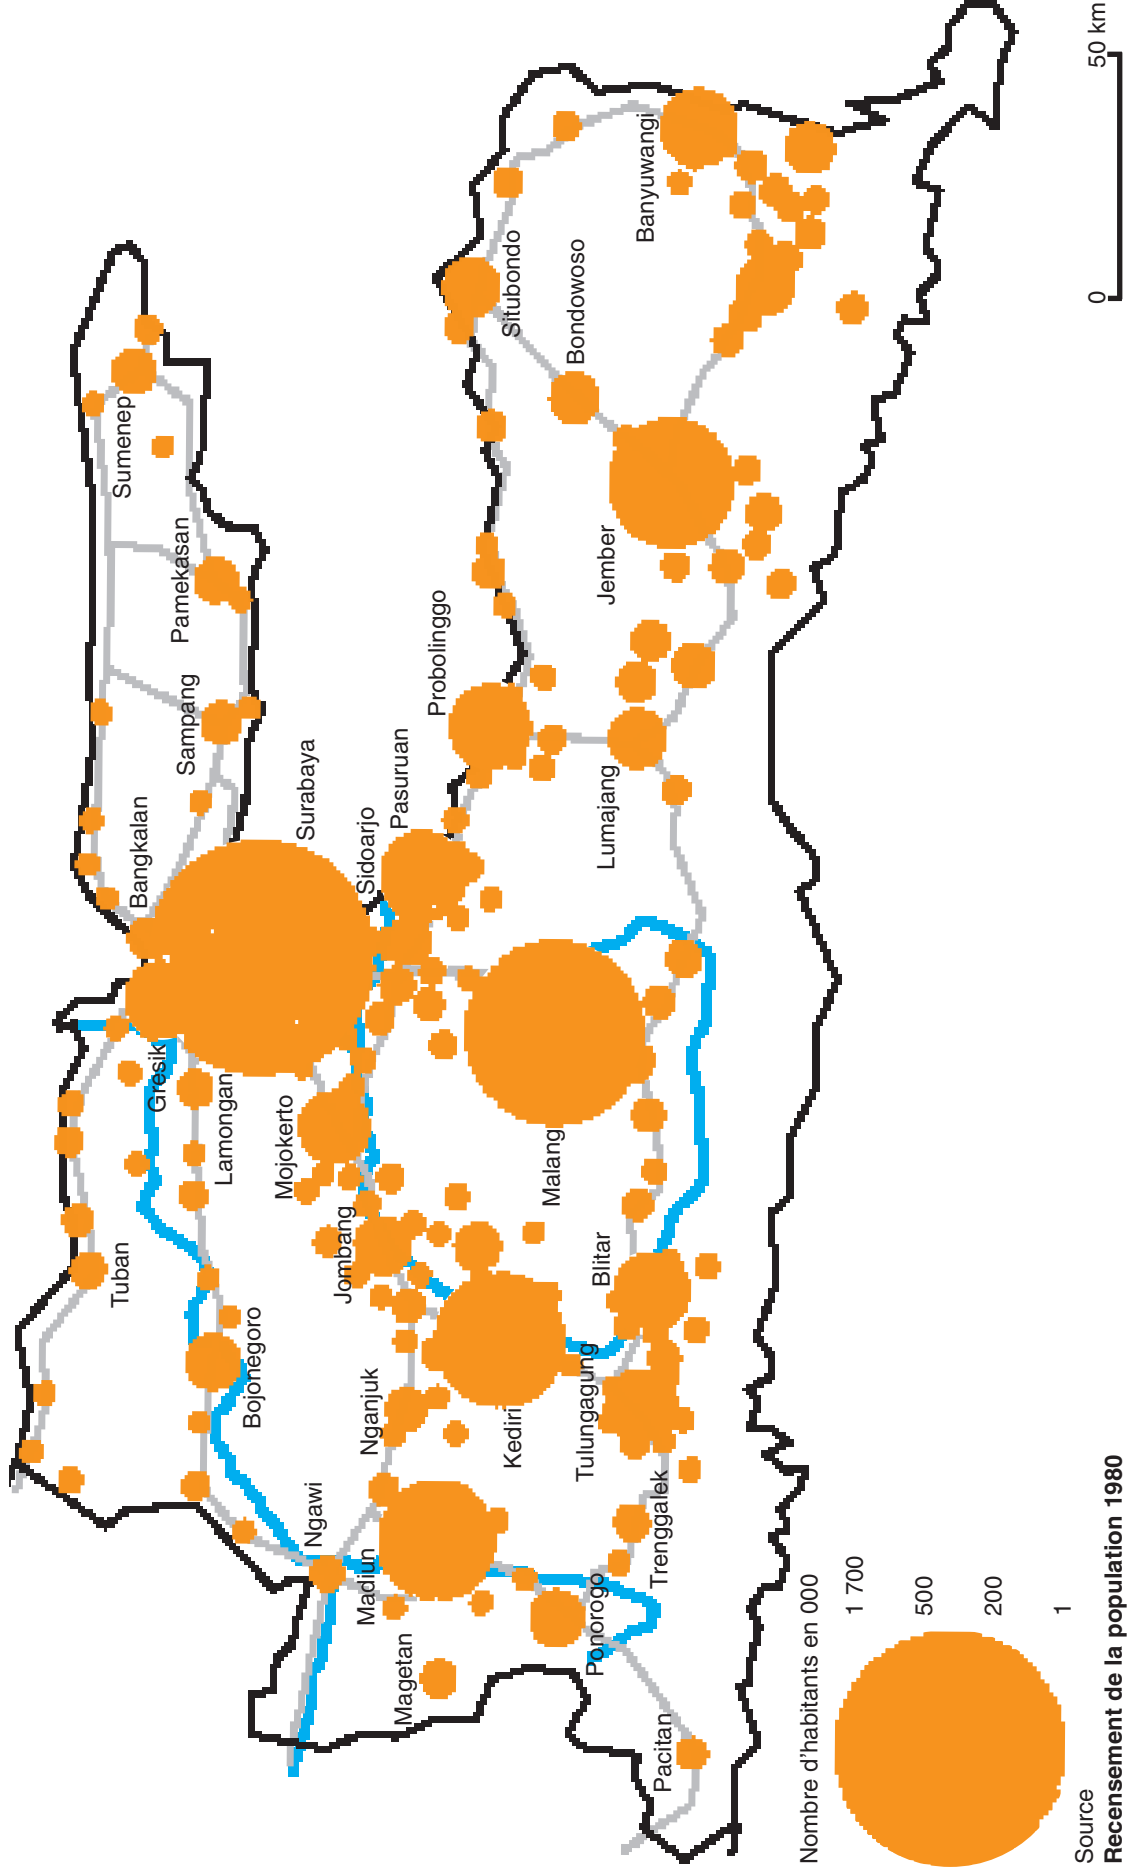 Tuban
Bangkalan
Sampang
Pamekasan
Sumenep
Gresik
Lamongan
Bojonegoro
Surabaya
Mojokerto
Sidoarjo
Ngawi
Jombang
Pasuruan
Nganjuk
Madiun
Magetan
Probolinggo
Situbondo
Kediri
Malang
Bondowoso
Tulungagung
Blitar
Lumajang
Jember
Banyuwangi
Ponorogo
Trenggalek
Pacitan
Nombre d'habitants en 000
1 700
500
200
1
Source
Recensement de la population 1980
0
50 km